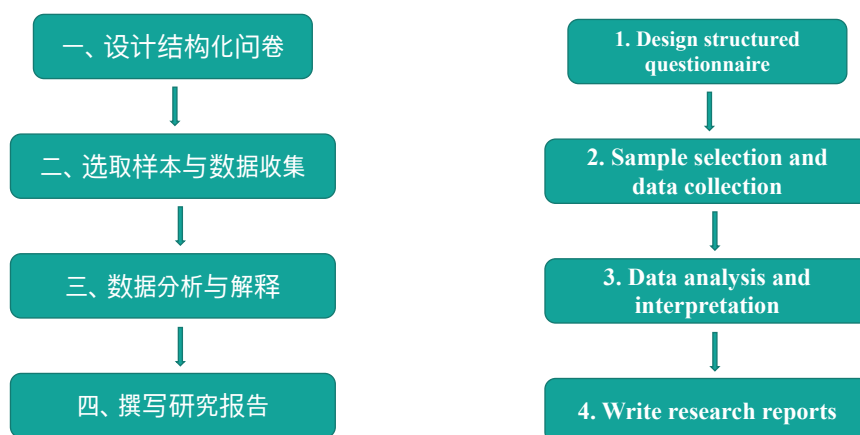 一、设计结构化问卷
二、选取样本与数据收集
三、数据分析与解释
四、撰写研究报告
1. Design structured
questionnaire
2. Sample selection and
data collection
3. Data analysis and
interpretation
4. Write research reports